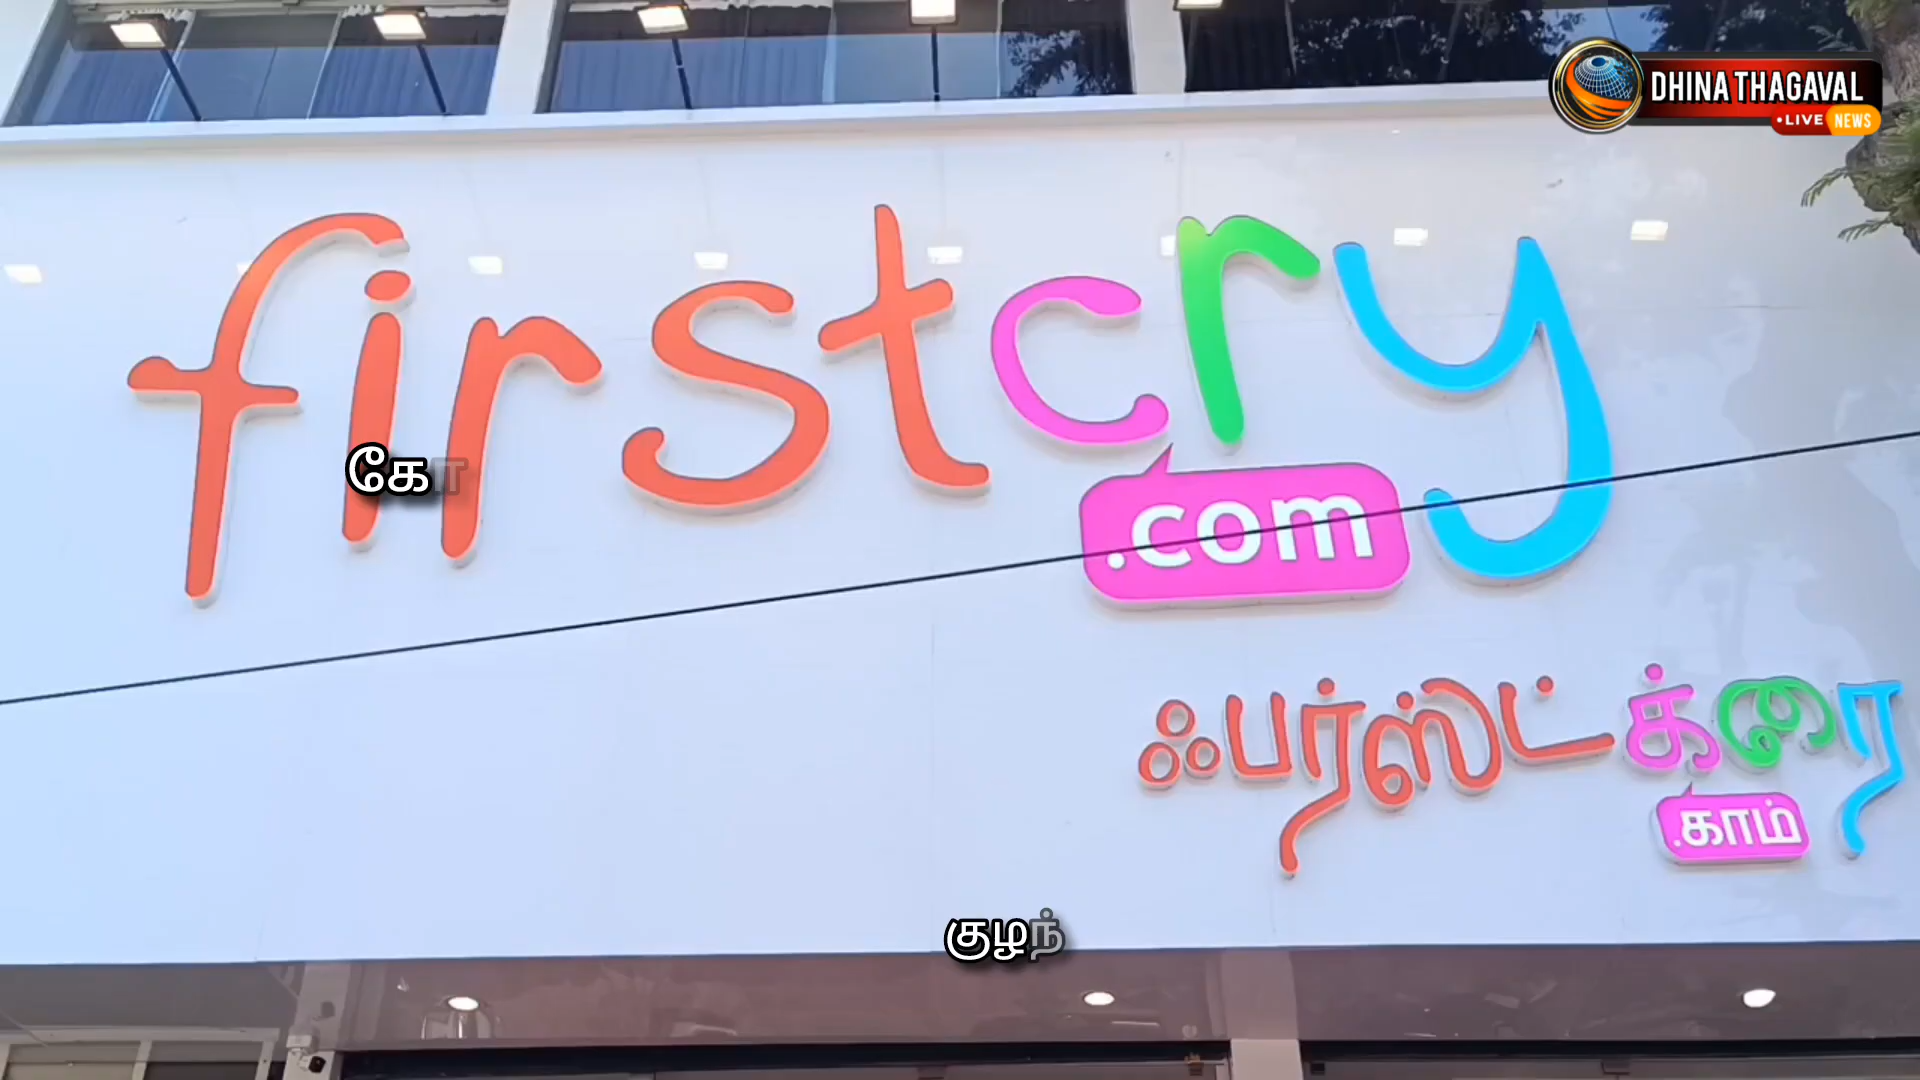 DHINA THAGAVAL
LIVE NEWS
firstcry
.com
கோ
ஃபர்ஸ்ட்க்ரை
.காம்
குழந்